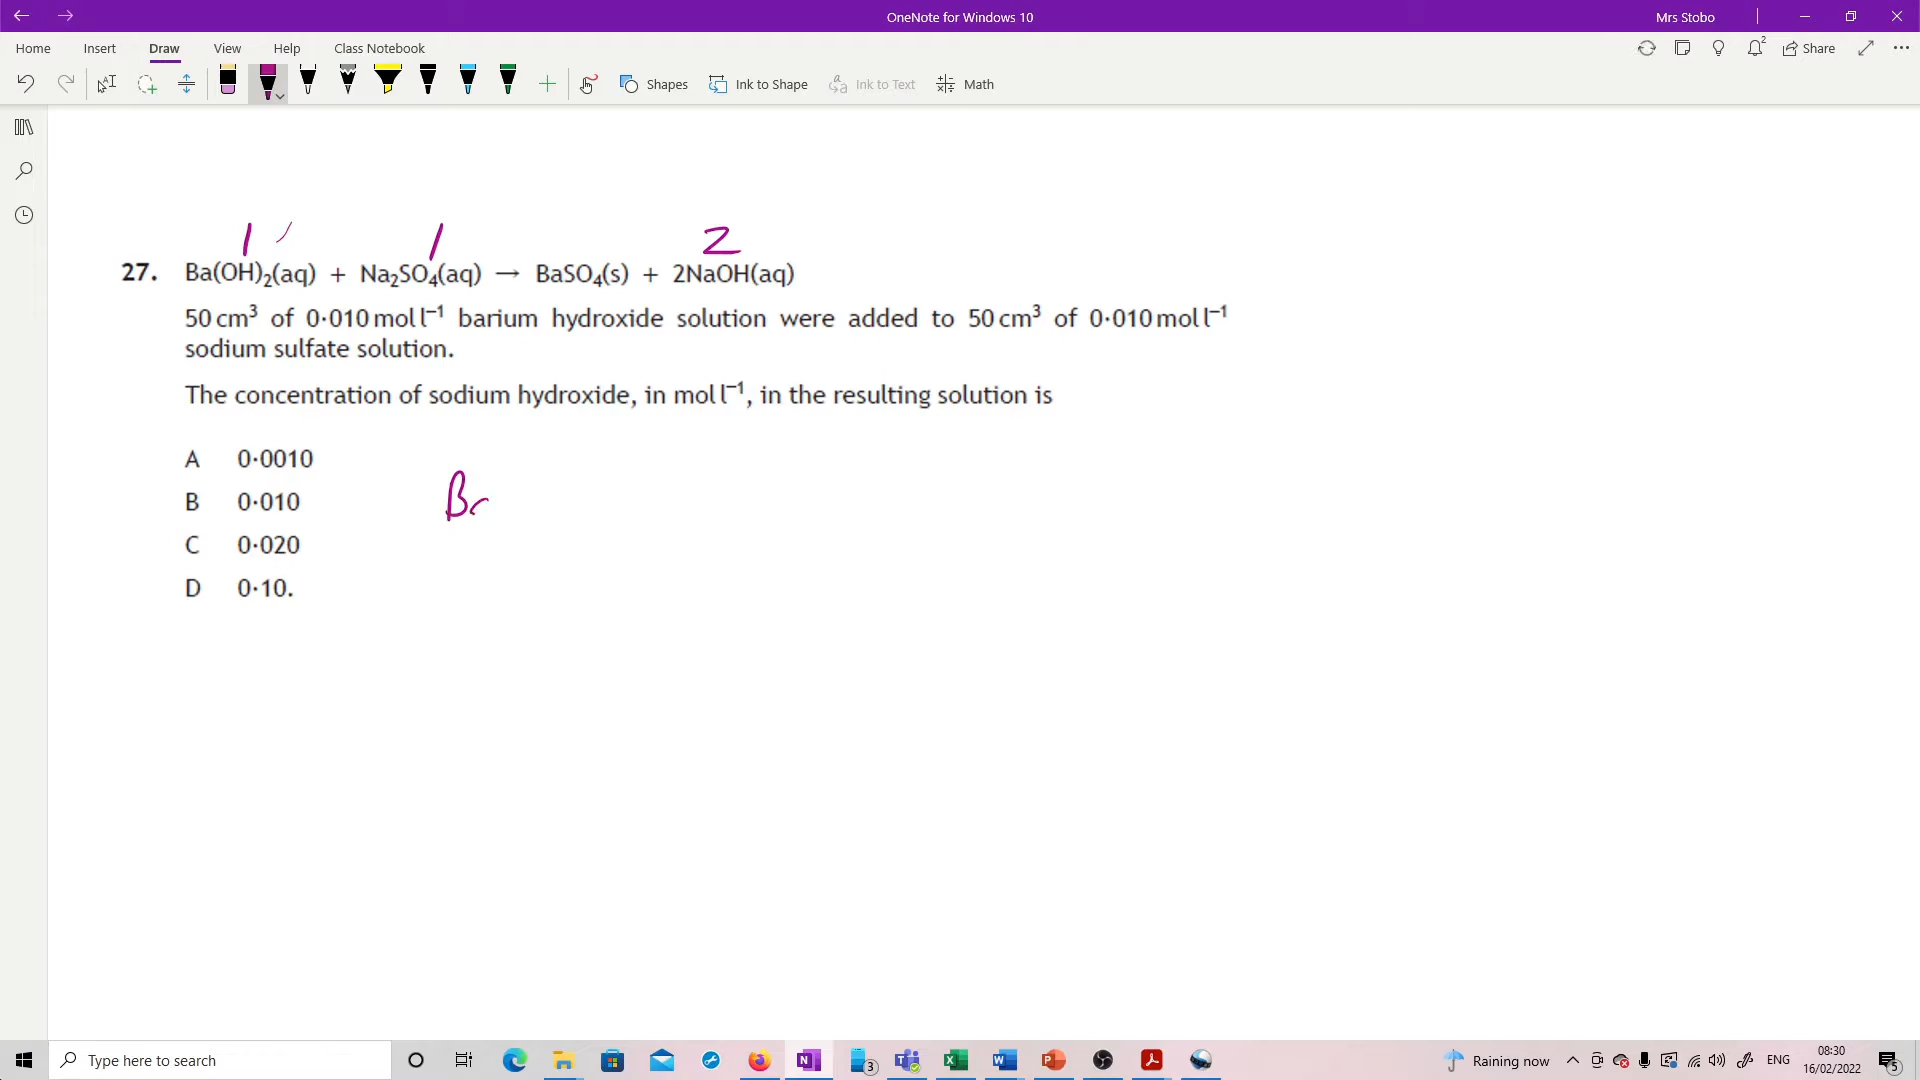 OneNote for Windows 10
Mrs Stobo
Home Insert Draw View Help Class Notebook
2
Share
Shapes Ink to Shape Ink to Text Math
1 1 2
27. Ba(OH)₂(aq) + Na₂SO₄(aq) → BaSO₄(s) + 2NaOH(aq)
50 cm³ of 0·010 mol l⁻¹ barium hydroxide solution were added to 50 cm³ of 0·010 mol l⁻¹
sodium sulfate solution.
The concentration of sodium hydroxide, in mol l⁻¹, in the resulting solution is
A 0·0010
B 0·010
C 0·020
D 0·10.
Type here to search
3
Raining now
ENG
08:30
16/02/2022
5